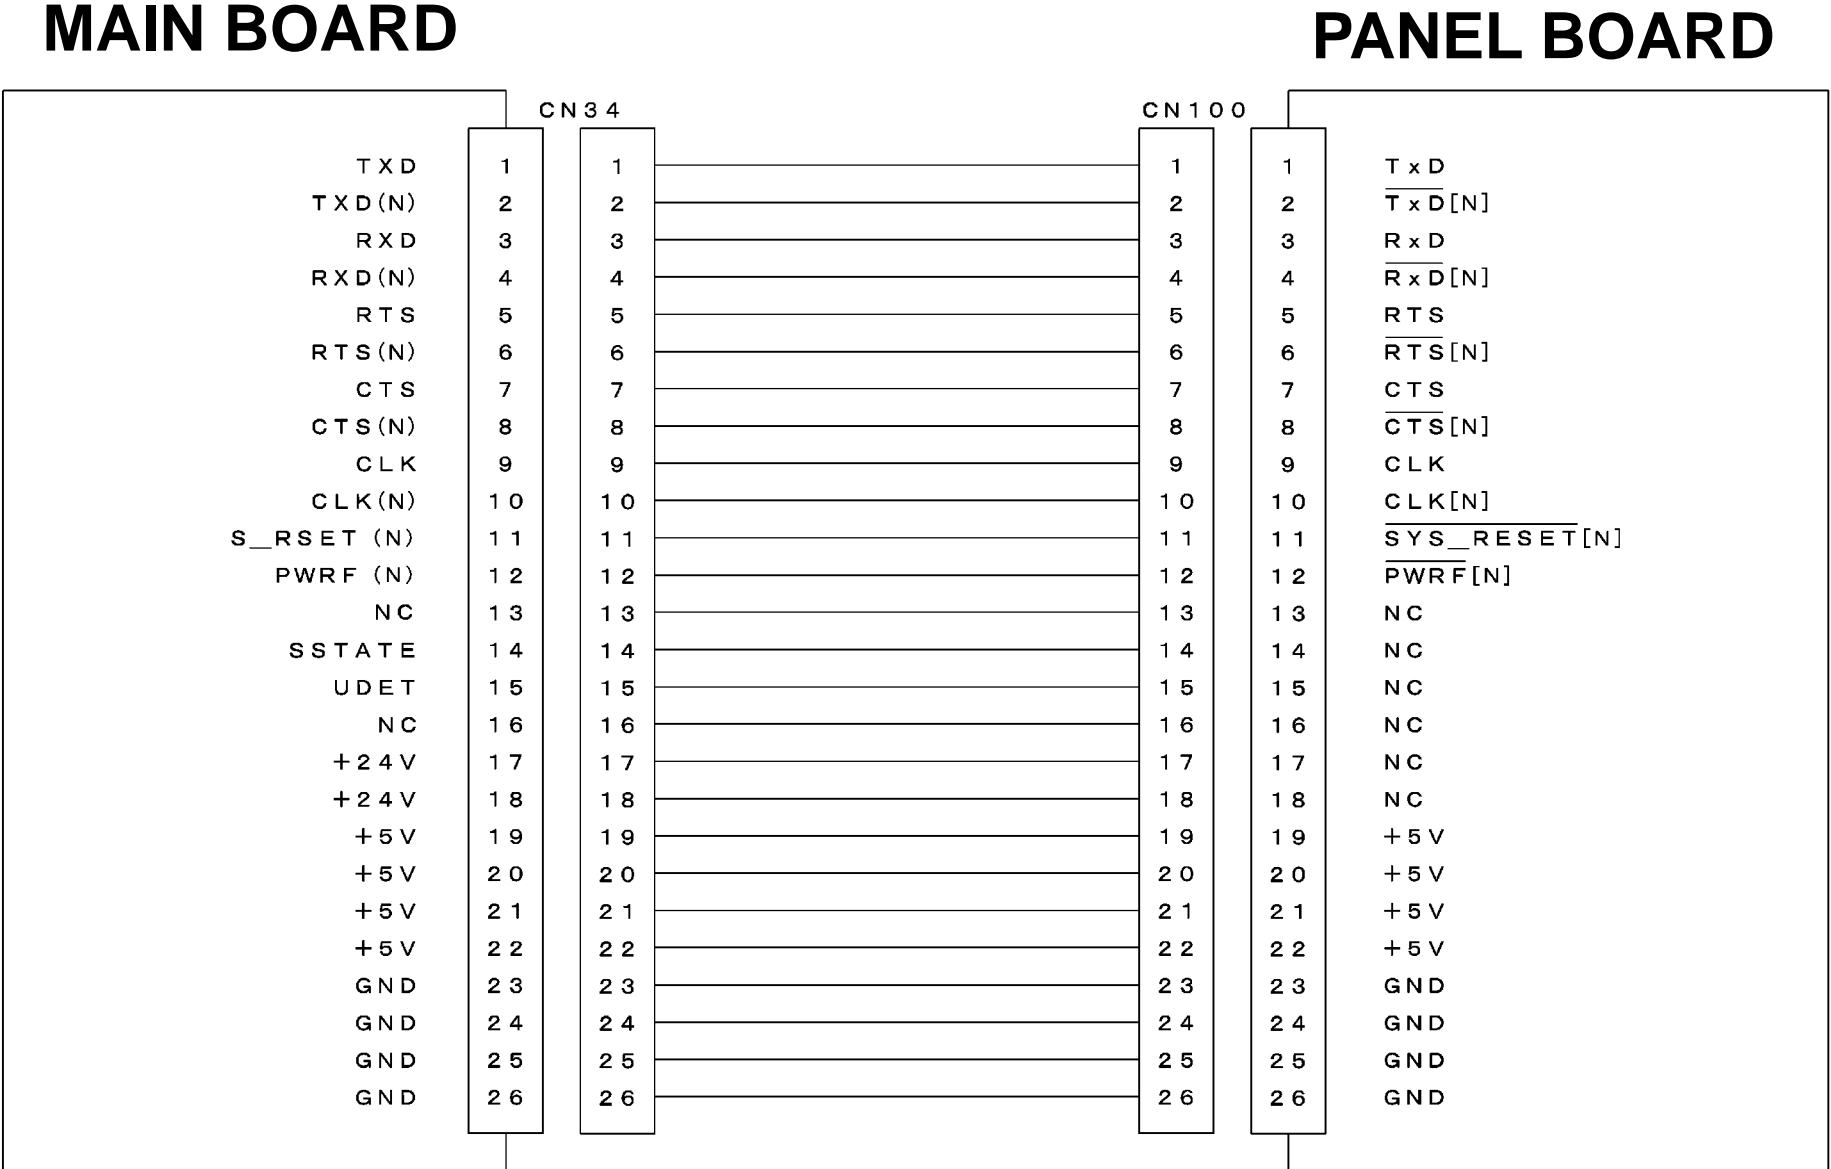 MAIN BOARD PANEL BOARD
CN34 CN100
TXD 1 1 1 1 TxD
TXD(N) 2 2 2 2 TxD[N]
RXD 3 3 3 3 RxD
RXD(N) 4 4 4 4 RxD[N]
RTS 5 5 5 5 RTS
RTS(N) 6 6 6 6 RTS[N]
CTS 7 7 7 7 CTS
CTS(N) 8 8 8 8 CTS[N]
CLK 9 9 9 9 CLK
CLK(N) 10 10 10 10 CLK[N]
S_RSET (N) 11 11 11 11 SYS_RESET[N]
PWRF (N) 12 12 12 12 PWRF[N]
NC 13 13 13 13 NC
SSTATE 14 14 14 14 NC
UDET 15 15 15 15 NC
NC 16 16 16 16 NC
+24V 17 17 17 17 NC
+24V 18 18 18 18 NC
+5V 19 19 19 19 +5V
+5V 20 20 20 20 +5V
+5V 21 21 21 21 +5V
+5V 22 22 22 22 +5V
GND 23 23 23 23 GND
GND 24 24 24 24 GND
GND 25 25 25 25 GND
GND 26 26 26 26 GND